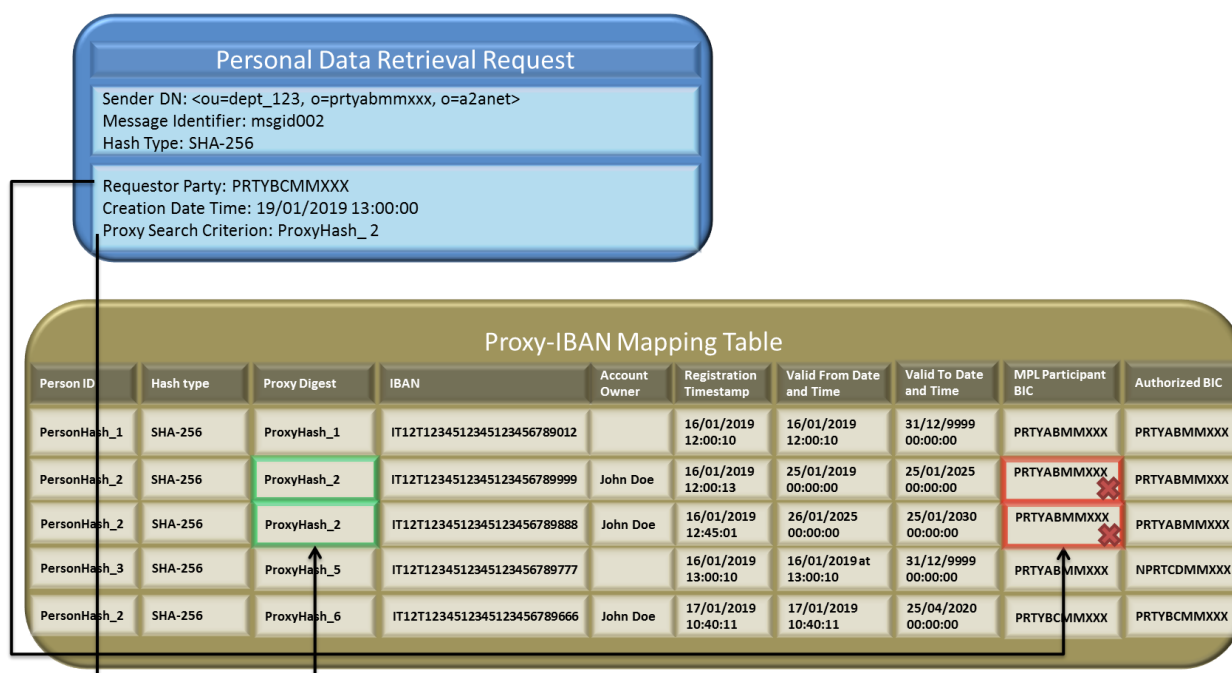 Personal Data Retrieval Request
Sender DN: <ou=dept_123, o=prtyabmmxxx, o=a2anet>
Message Identifier: msgid002
Hash Type: SHA-256
Requestor Party: PRTYBCMMXXX
Creation Date Time: 19/01/2019 13:00:00
Proxy Search Criterion: ProxyHash_ 2
Proxy-IBAN Mapping Table
Person ID Hash type Proxy Digest IBAN Account Owner Registration Timestamp Valid From Date and Time Valid To Date and Time MPL Participant BIC Authorized BIC
PersonHash_1 SHA-256 ProxyHash_1 IT12T1234512345123456789012 16/01/2019 12:00:10 16/01/2019 12:00:10 31/12/9999 00:00:00 PRTYABMMXXX PRTYABMMXXX
PersonHash_2 SHA-256 ProxyHash_2 IT12T1234512345123456789999 John Doe 16/01/2019 12:00:13 25/01/2019 00:00:00 25/01/2025 00:00:00 PRTYABMMXXX PRTYABMMXXX
PersonHash_2 SHA-256 ProxyHash_2 IT12T1234512345123456789888 John Doe 16/01/2019 12:45:01 26/01/2025 00:00:00 25/01/2030 00:00:00 PRTYABMMXXX PRTYABMMXXX
PersonHash_3 SHA-256 ProxyHash_5 IT12T1234512345123456789777 16/01/2019 13:00:10 16/01/2019 at 13:00:10 31/12/9999 00:00:00 PRTYABMMXXX NPRTCDMMXXX
PersonHash_2 SHA-256 ProxyHash_6 IT12T1234512345123456789666 John Doe 17/01/2019 10:40:11 17/01/2019 10:40:11 25/04/2020 00:00:00 PRTYBCMMXXX PRTYBCMMXXX